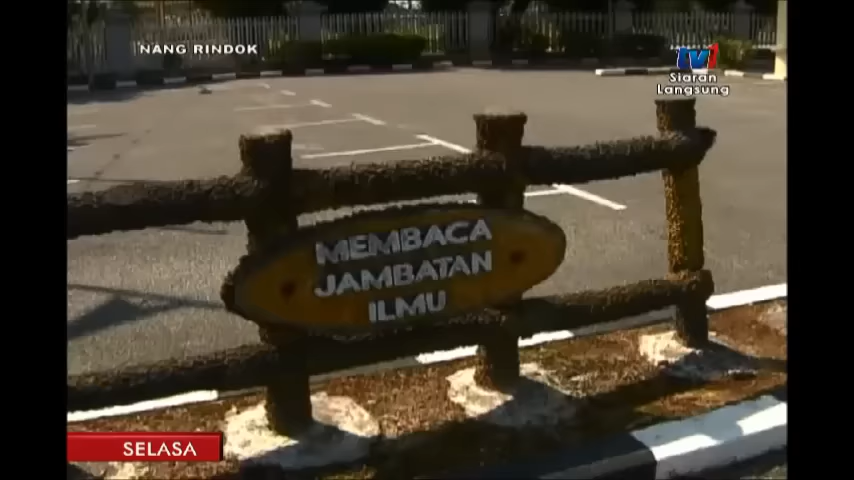 NANG RINDOK
tv1
Siaran
Langsung
MEMBACA
JAMBATAN
ILMU
SELASA